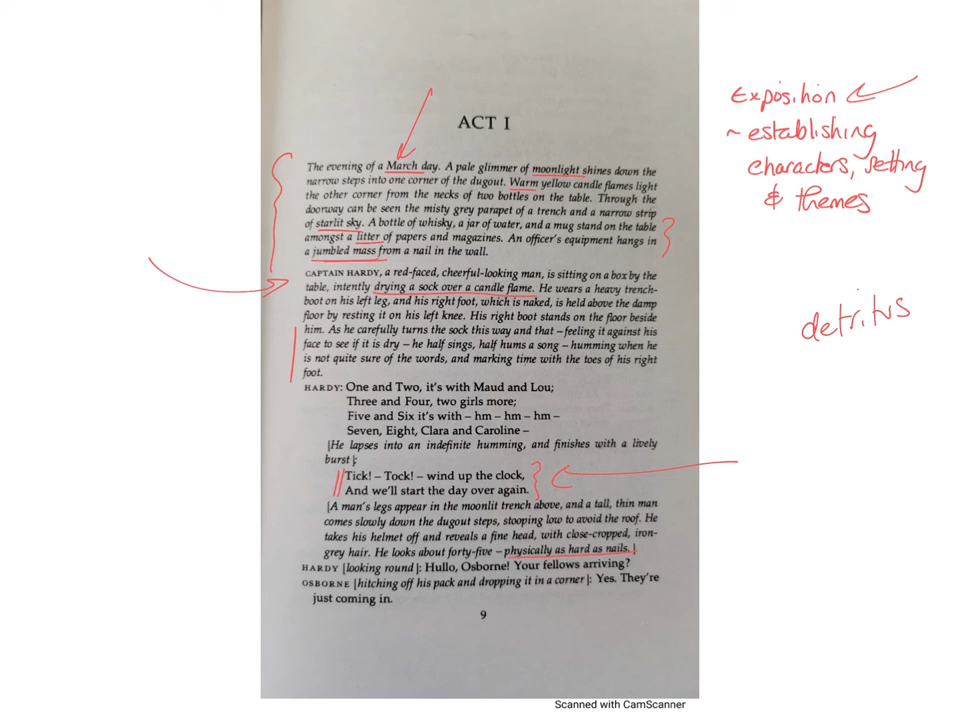 ACT I
The evening of a March day. A pale glimmer of moonlight shines down the
narrow steps into one corner of the dugout. Warm yellow candle flames light
the other corner from the necks of two bottles on the table. Through the
doorway can be seen the misty grey parapet of a trench and a narrow strip
of starlit sky. A bottle of whisky, a jar of water, and a mug stand on the table
amongst a litter of papers and magazines. An officer's equipment hangs in
a jumbled mass from a nail in the wall.
CAPTAIN HARDY, a red-faced, cheerful-looking man, is sitting on a box by the
table, intently drying a sock over a candle flame. He wears a heavy trench-
boot on his left leg, and his right foot, which is naked, is held above the damp
floor by resting it on his left knee. His right boot stands on the floor beside
him. As he carefully turns the sock this way and that – feeling it against his
face to see if it is dry – he half sings, half hums a song – humming when he
is not quite sure of the words, and marking time with the toes of his right
foot.
HARDY: One and Two, it's with Maud and Lou;
Three and Four, two girls more;
Five and Six it's with – hm – hm – hm –
Seven, Eight, Clara and Caroline –
[He lapses into an indefinite humming, and finishes with a lively
burst]:
Tick! – Tock! – wind up the clock,
And we'll start the day over again.
[A man's legs appear in the moonlit trench above, and a tall, thin man
comes slowly down the dugout steps, stooping low to avoid the roof. He
takes his helmet off and reveals a fine head, with close-cropped, iron-
grey hair. He looks about forty-five – physically as hard as nails.]
HARDY [looking round]: Hullo, Osborne! Your fellows arriving?
OSBORNE [hitching off his pack and dropping it in a corner]: Yes. They're
just coming in.
9
Exposition
~ establishing
characters, setting
& themes
detritus
Scanned with CamScanner